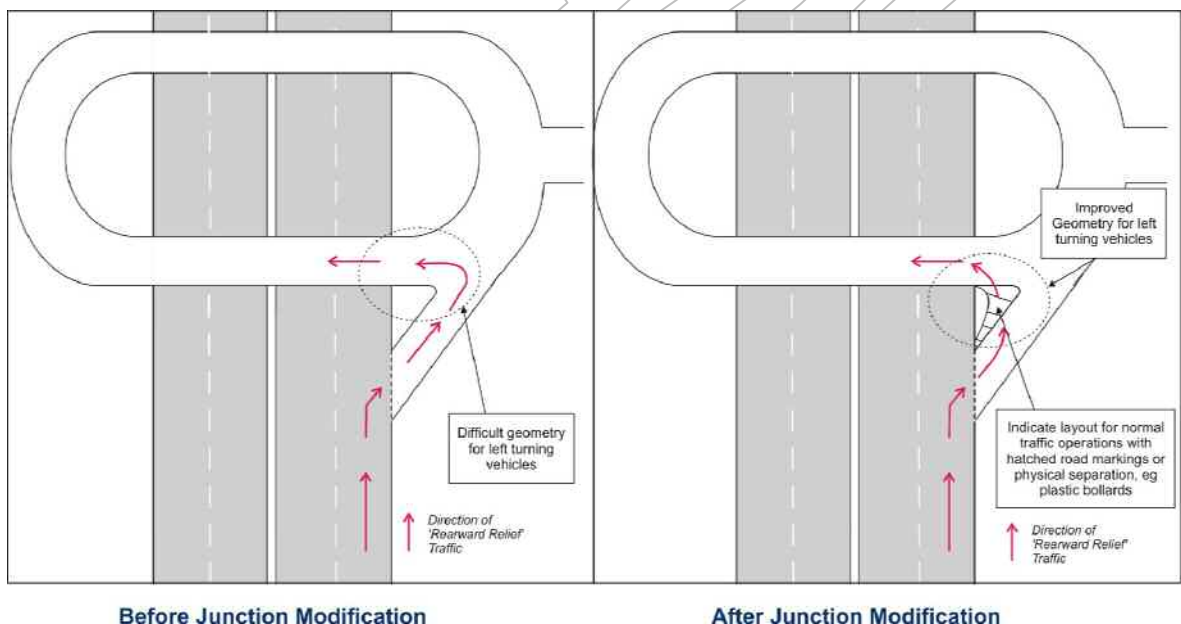 Difficult geometry
for left turning
vehicles
Direction of
'Rearward Relief'
Traffic
Before Junction Modification
Improved
Geometry for left
turning vehicles
Indicate layout for normal
traffic operations with
hatched road markings or
physical separation, eg
plastic bollards
Direction of
'Rearward Relief'
Traffic
After Junction Modification